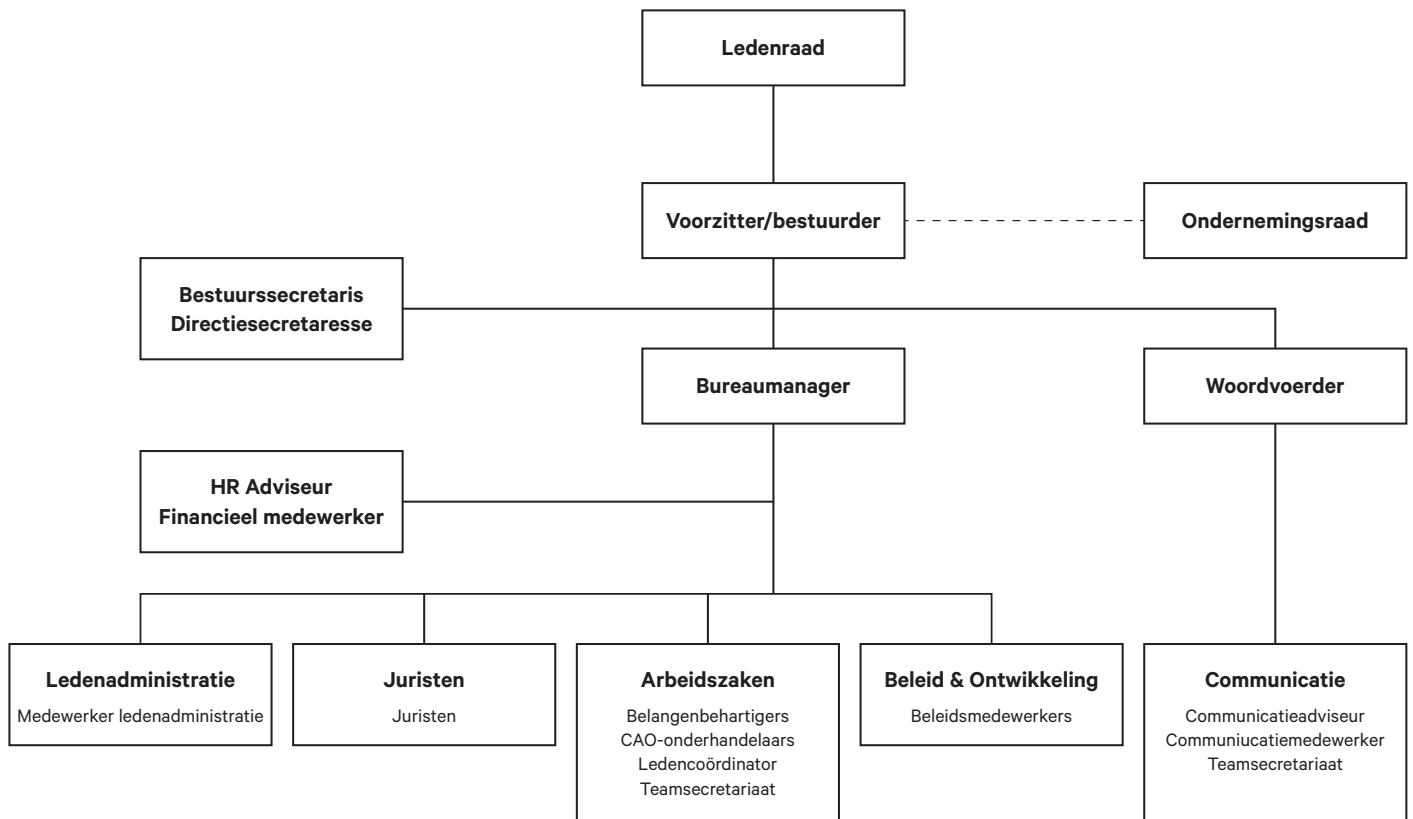 Ledenraad
Voorzitter/bestuurder
Ondernemingsraad
Bestuurssecretaris
Directiesecretaresse
Bureaumanager
Woordvoerder
HR Adviseur
Financieel medewerker
Ledenadministratie
Medewerker ledenadministratie
Juristen
Juristen
Arbeidszaken
Belangenbehartigers
CAO-onderhandelaars
Ledencoördinator
Teamsecretariaat
Beleid & Ontwikkeling
Beleidsmedewerkers
Communicatie
Communicatieadviseur
Communiucatiemedewerker
Teamsecretariaat